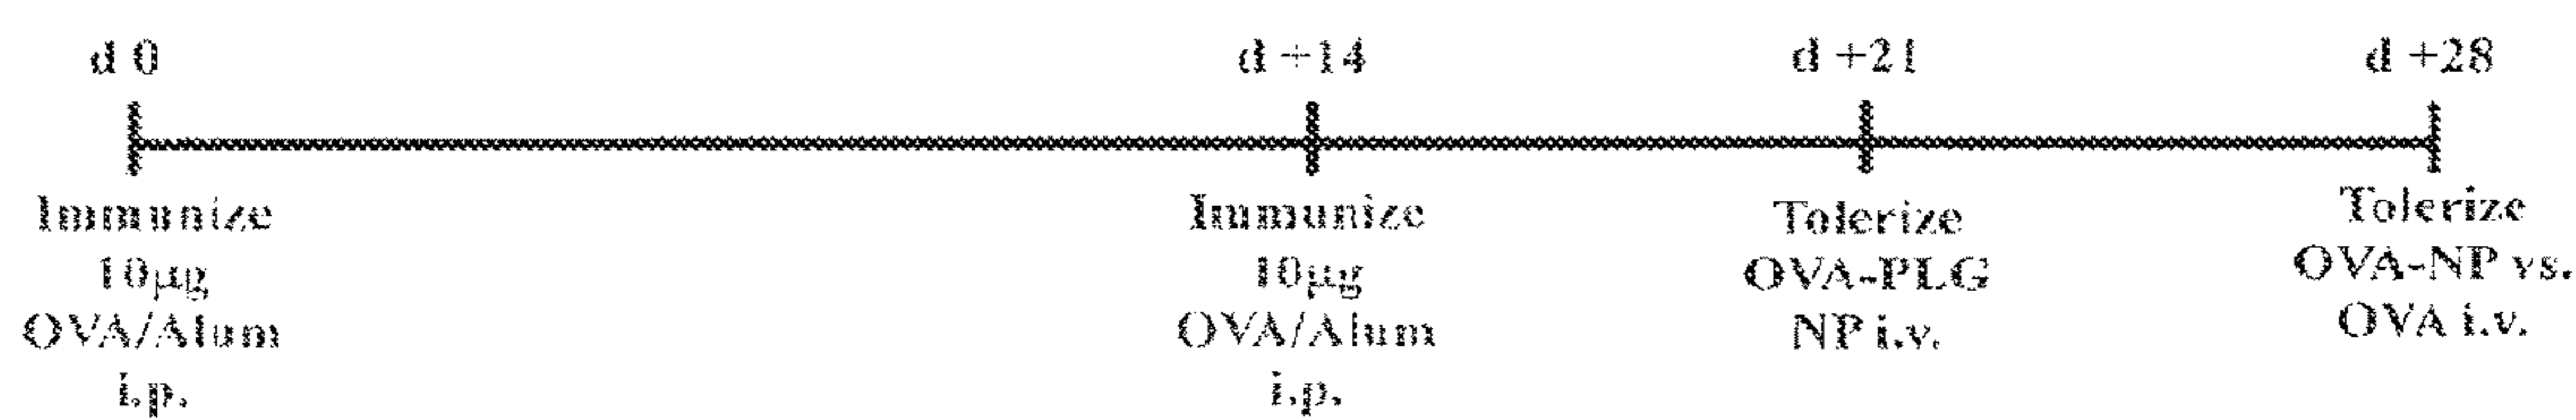 d 0
d +14
d +21
d +28
Immunize
10µg
OVA/Alum
i.p.
Immunize
10µg
OVA/Alum
i.p.
Tolerize
OVA-PLG
NP i.v.
Tolerize
OVA-NP vs.
OVA i.v.